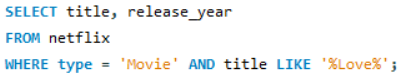 SELECT title, release_year
FROM netflix
WHERE type = 'Movie' AND title LIKE '%Love%';